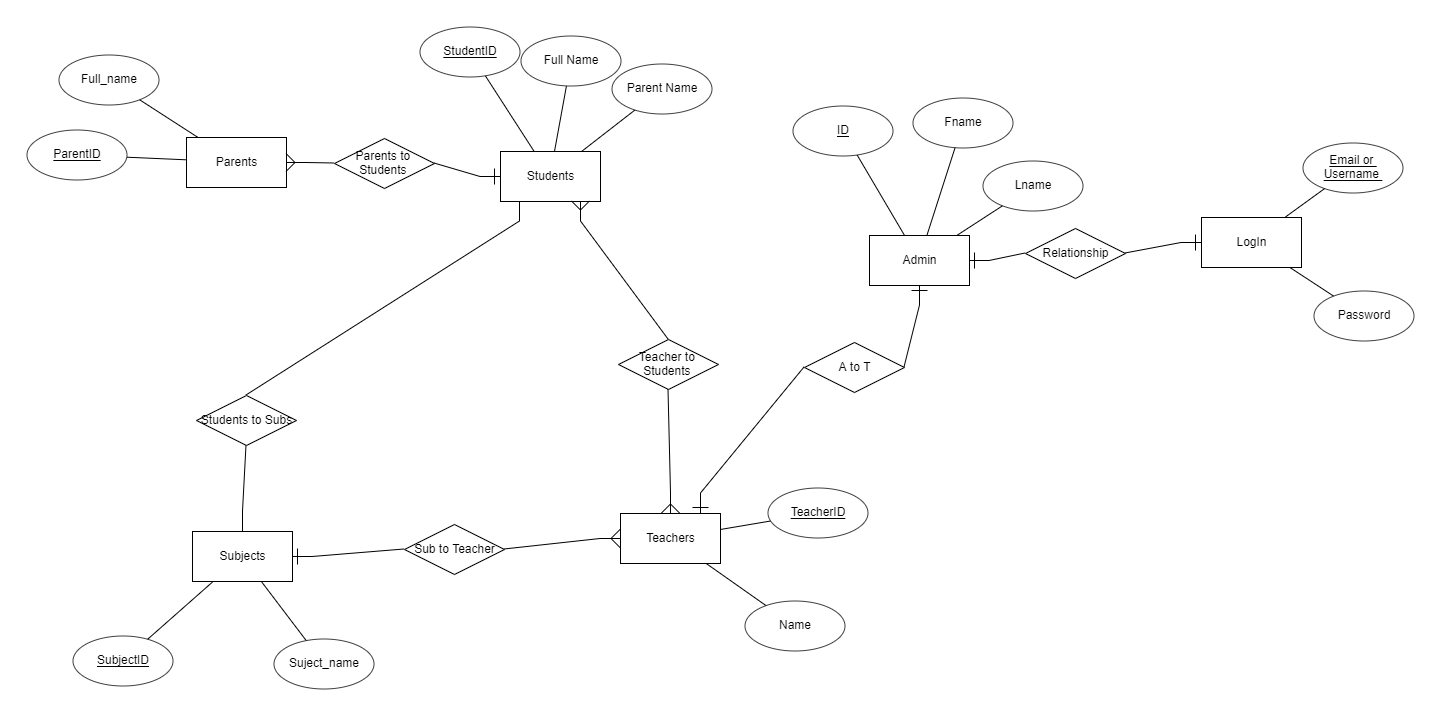 StudentID
Full Name
Full_name
Parent Name
Fname
ID
ParentID
Parents
Parents to
Students
Students
Email or
Username
Lname
LogIn
Admin
Relationship
Password
Teacher to
Students
A to T
Students to Subs
TeacherID
Teachers
Sub to Teacher
Subjects
Name
SubjectID
Suject_name